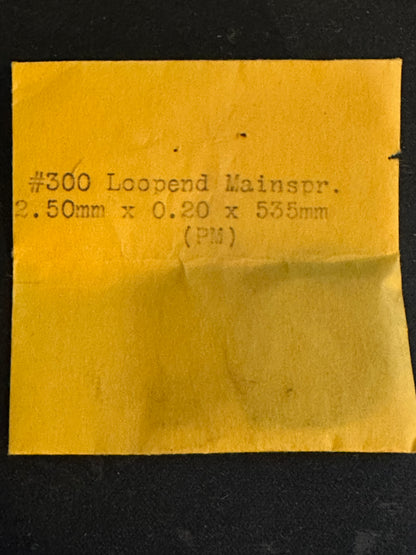 #300 Loopend Mainspr.
2.50mm x 0.20 x 535mm
(PM)